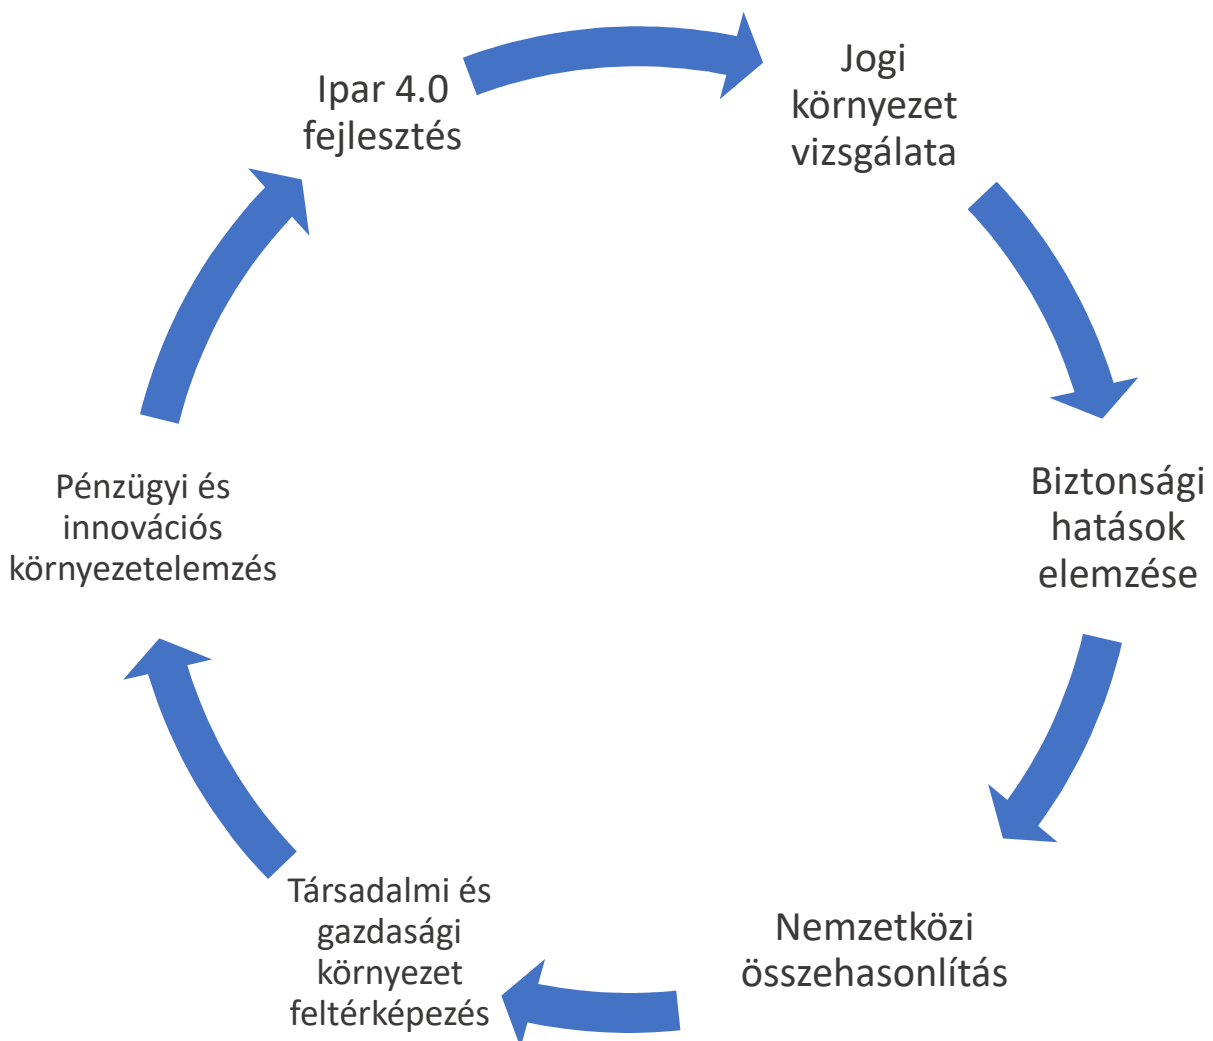 Ipar 4.0
fejlesztés
Jogi
környezet
vizsgálata
Biztonsági
hatások
elemzése
Nemzetközi
összehasonlítás
Társadalmi és
gazdasági
környezet
feltérképezés
Pénzügyi és
innovációs
környezetelemzés